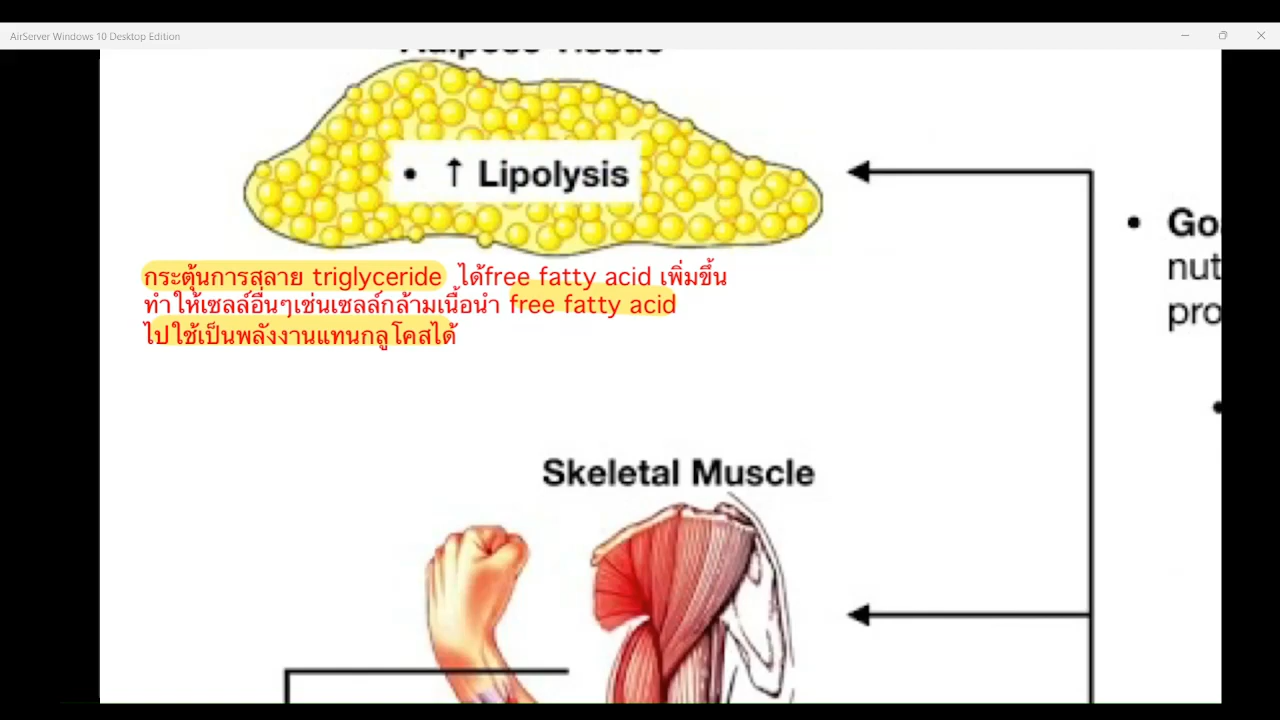 AirServer Windows 10 Desktop Edition
Adipose Tissue
• ↑ Lipolysis
กระตุ้นการสลาย triglyceride ได้free fatty acid เพิ่มขึ้น
ทำให้เซลล์อื่นๆเช่นเซลล์กล้ามเนื้อนำ free fatty acid
ไปใช้เป็นพลังงานแทนกลูโคสได้
• Go
nut
pro
•
Skeletal Muscle